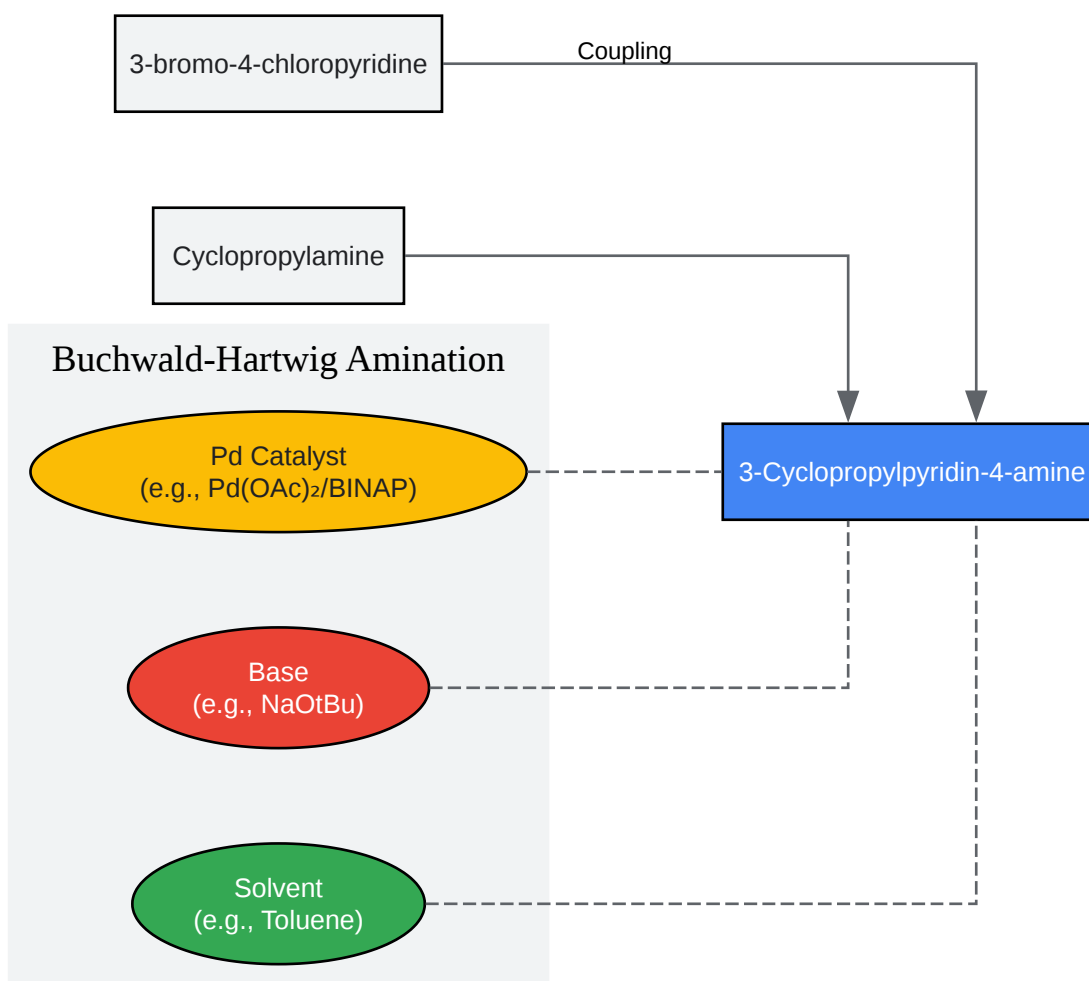 3-bromo-4-chloropyridine
Coupling
Cyclopropylamine
Buchwald-Hartwig Amination
Pd Catalyst
(e.g., Pd(OAc)₂/BINAP)
3-Cyclopropylpyridin-4-amine
Base
(e.g., NaOtBu)
Solvent
(e.g., Toluene)